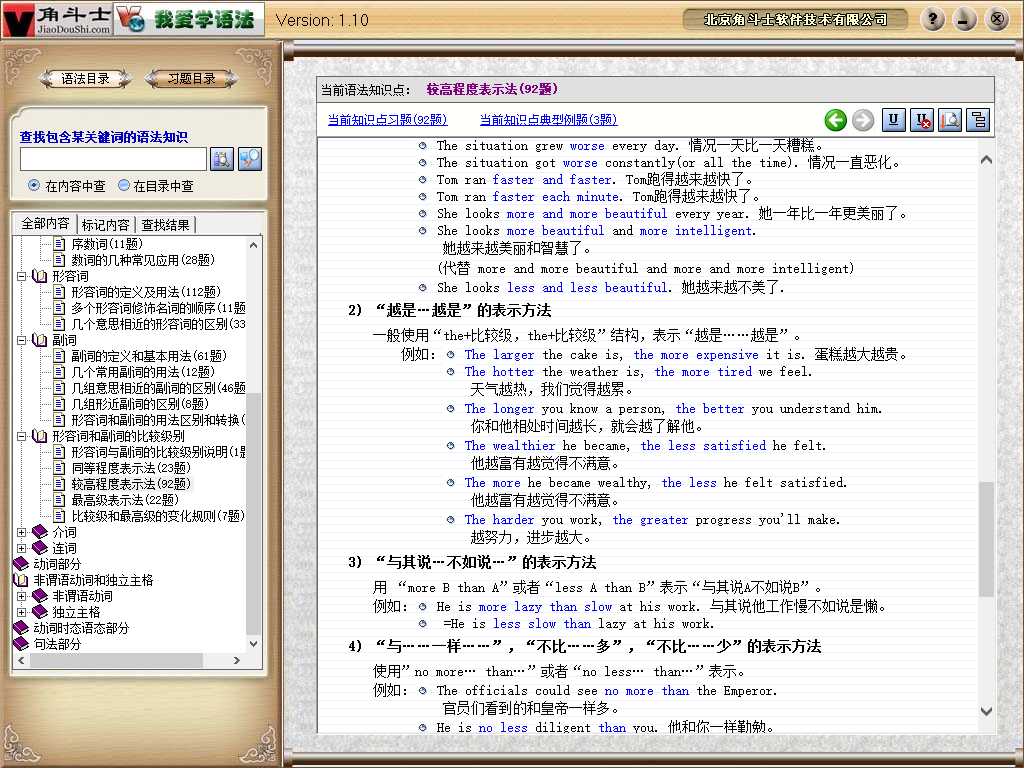 角斗士
JiaoDouShi.com
我爱学语法
Version: 1.10
北京角斗士软件技术有限公司
语法目录
习题目录
查找包含某关键词的语法知识
在内容中查 在目录中查
全部内容 标记内容 查找结果
序数词(11题)
数词的几种常见应用(28题)
形容词
形容词的定义及用法(112题)
多个形容词修饰名词的顺序(11题
几个意思相近的形容词的区别(33
副词
副词的定义和基本用法(61题)
几个常用副词的用法(12题)
几组意思相近的副词的区别(46题
几组形近副词的区别(8题)
形容词和副词的用法区别和转换(
形容词和副词的比较级别
形容词与副词的比较级别说明(1题
同等程度表示法(23题)
较高程度表示法(92题)
最高级表示法(22题)
比较级和最高级的变化规则(7题)
介词
连词
动词部分
非谓语动词和独立主格
非谓语动词
独立主格
动词时态语态部分
句法部分
当前语法知识点: 较高程度表示法(92题)
当前知识点习题(92题) 当前知识点典型例题(3题)
The situation grew worse every day. 情况一天比一天糟糕。
The situation got worse constantly(or all the time). 情况一直恶化。
Tom ran faster and faster. Tom跑得越来越快了。
Tom ran faster each minute. Tom跑得越来越快了。
She looks more and more beautiful every year. 她一年比一年更美丽了。
She looks more beautiful and more intelligent.
她越来越美丽和智慧了。
(代替 more and more beautiful and more and more intelligent)
She looks less and less beautiful. 她越来越不美了.
2) “越是…越是”的表示方法
一般使用“the+比较级，the+比较级”结构，表示“越是……越是”。
例如: The larger the cake is, the more expensive it is. 蛋糕越大越贵。
The hotter the weather is, the more tired we feel.
天气越热，我们觉得越累。
The longer you know a person, the better you understand him.
你和他相处时间越长，就会越了解他。
The wealthier he became, the less satisfied he felt.
他越富有越觉得不满意。
The more he became wealthy, the less he felt satisfied.
他越富有越觉得不满意。
The harder you work, the greater progress you'll make.
越努力，进步越大。
3) “与其说…不如说…”的表示方法
用 “more B than A”或者“less A than B”表示“与其说A不如说B”。
例如: He is more lazy than slow at his work. 与其说他工作慢不如说是懒。
=He is less slow than lazy at his work.
4) “与……一样……”，“不比……多”，“不比……少”的表示方法
使用”no more… than…”或者“no less… than…”表示。
例如: The officials could see no more than the Emperor.
官员们看到的和皇帝一样多。
He is no less diligent than you. 他和你一样勤勉。